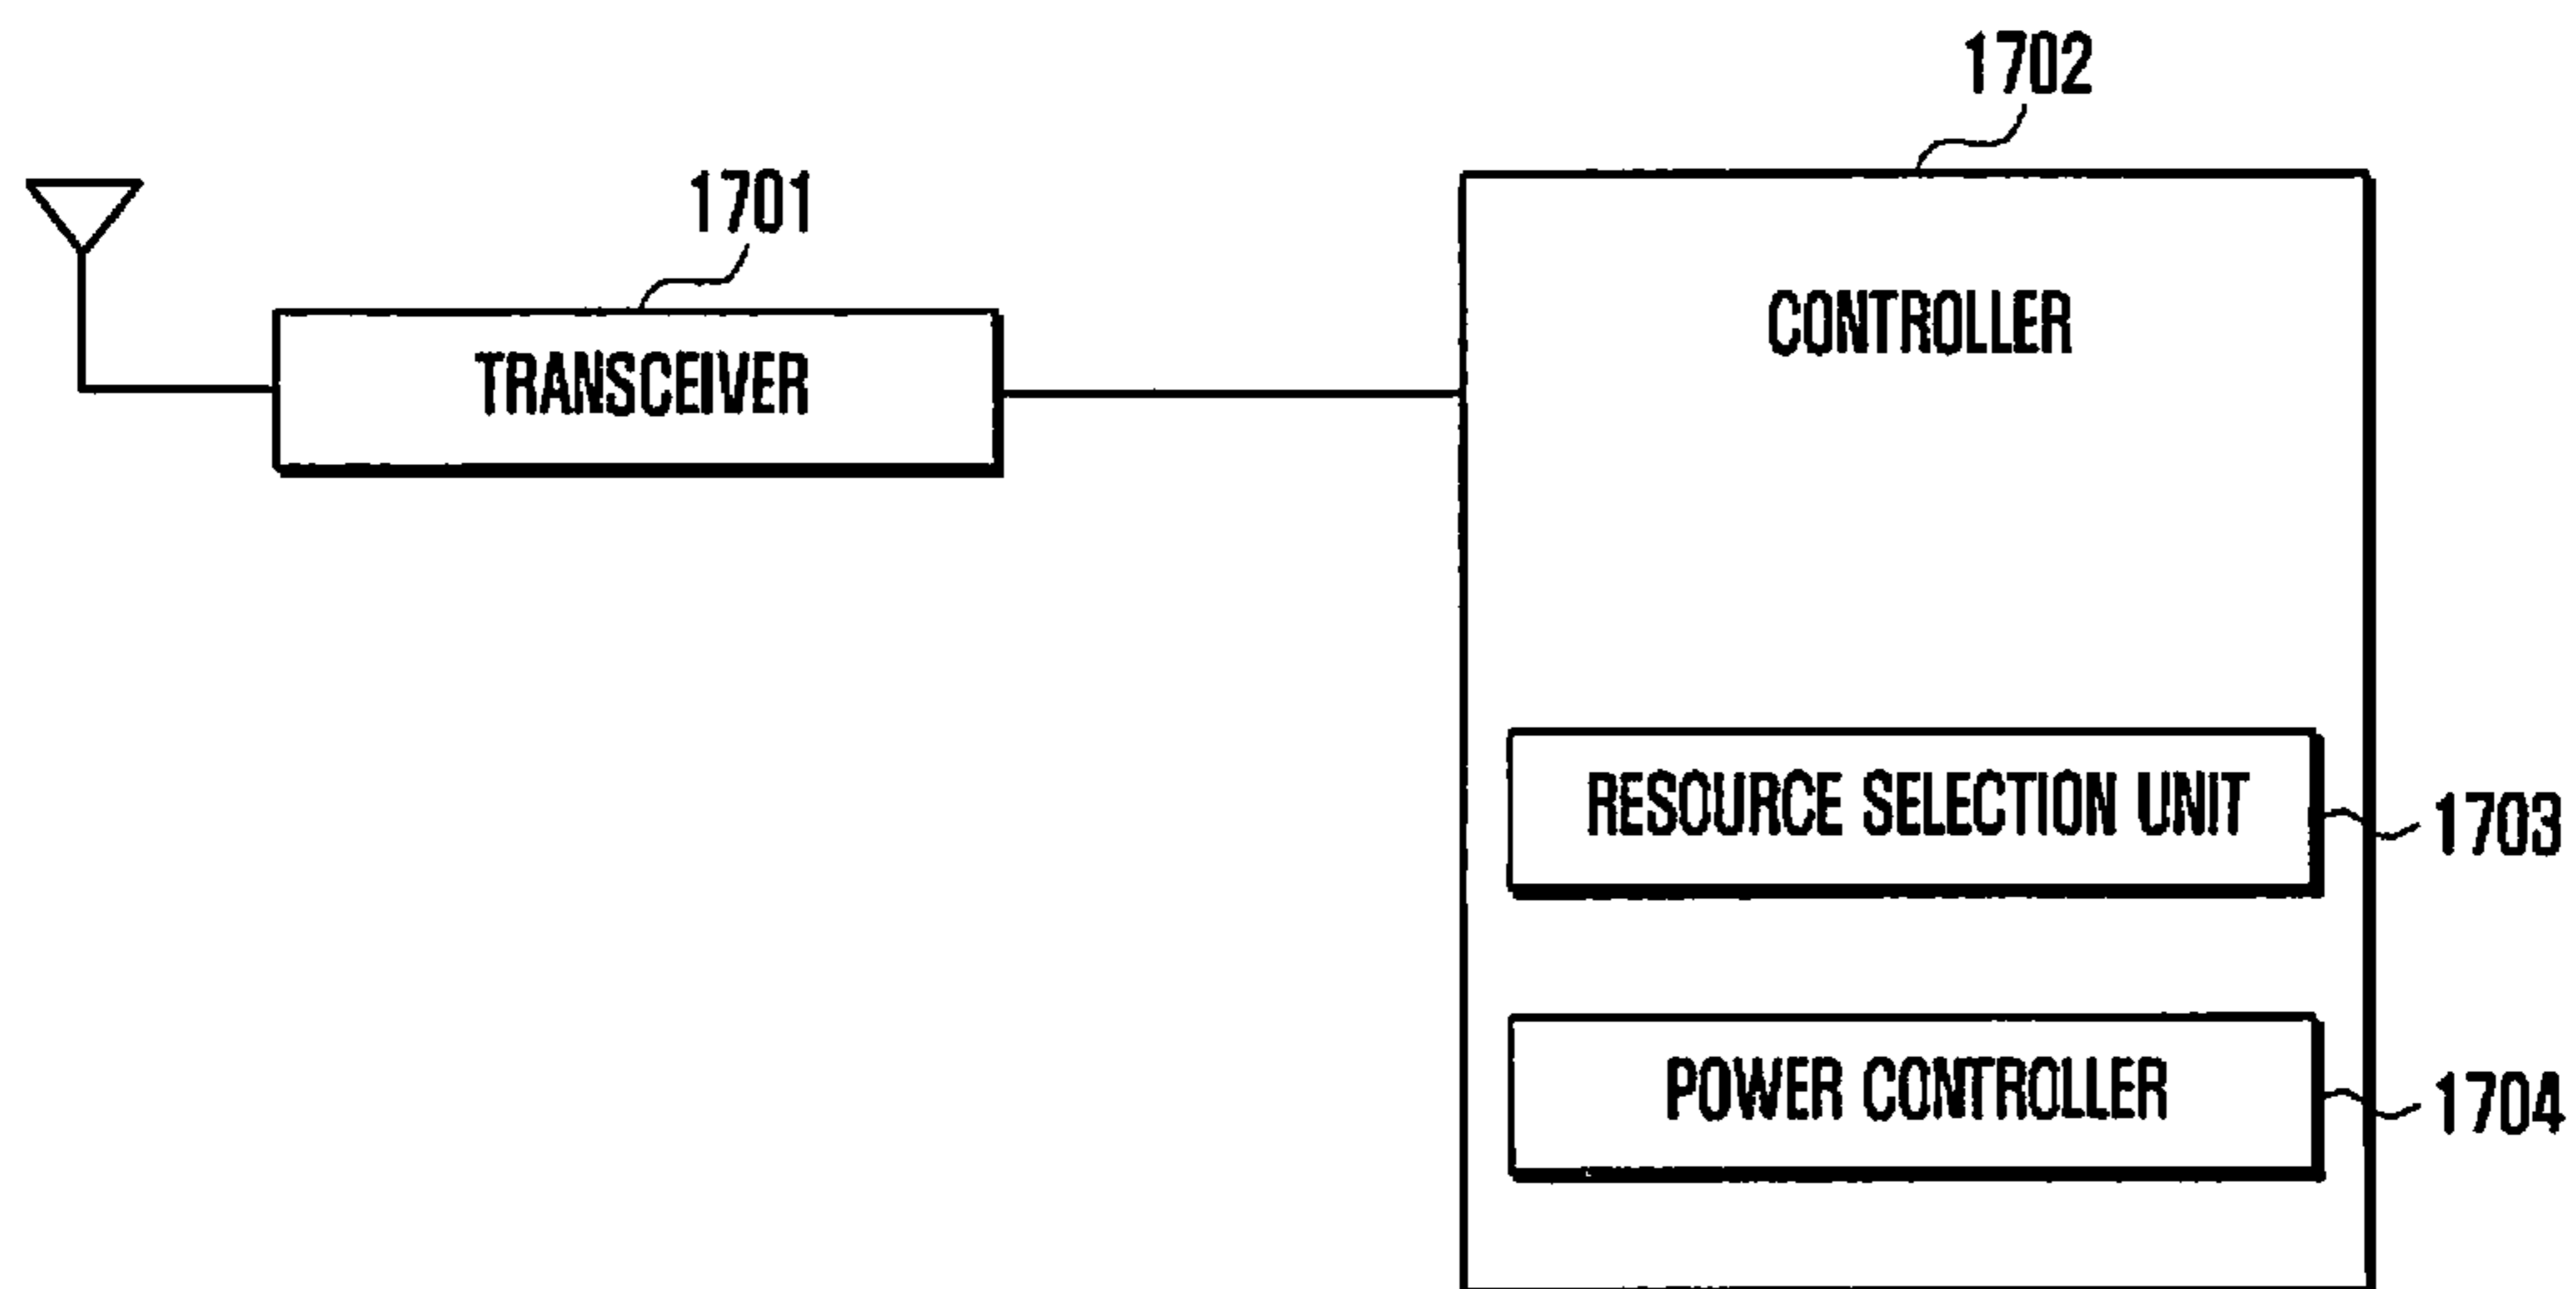 1702
1701
CONTROLLER
TRANSCEIVER
RESOURCE SELECTION UNIT
1703
POWER CONTROLLER
1704